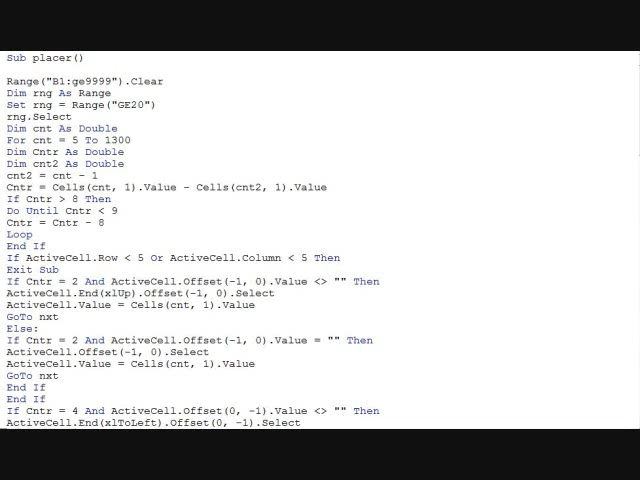 Sub placer()
Range("B1:ge9999").Clear
Dim rng As Range
Set rng = Range("GE20")
rng.Select
Dim cnt As Double
For cnt = 5 To 1300
Dim Cntr As Double
Dim cnt2 As Double
cnt2 = cnt - 1
Cntr = Cells(cnt, 1).Value - Cells(cnt2, 1).Value
If Cntr > 8 Then
Do Until Cntr < 9
Cntr = Cntr - 8
Loop
End If
If ActiveCell.Row < 5 Or ActiveCell.Column < 5 Then
Exit Sub
If Cntr = 2 And ActiveCell.Offset(-1, 0).Value <> "" Then
ActiveCell.End(xlUp).Offset(-1, 0).Select
ActiveCell.Value = Cells(cnt, 1).Value
GoTo nxt
Else:
If Cntr = 2 And ActiveCell.Offset(-1, 0).Value = "" Then
ActiveCell.Offset(-1, 0).Select
ActiveCell.Value = Cells(cnt, 1).Value
GoTo nxt
End If
End If
If Cntr = 4 And ActiveCell.Offset(0, -1).Value <> "" Then
ActiveCell.End(xlToLeft).Offset(0, -1).Select